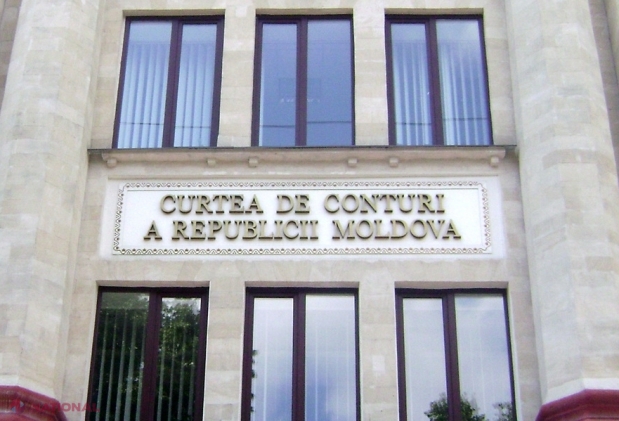 CURTEA DE CONTURI
A REPUBLICII MOLDOVA